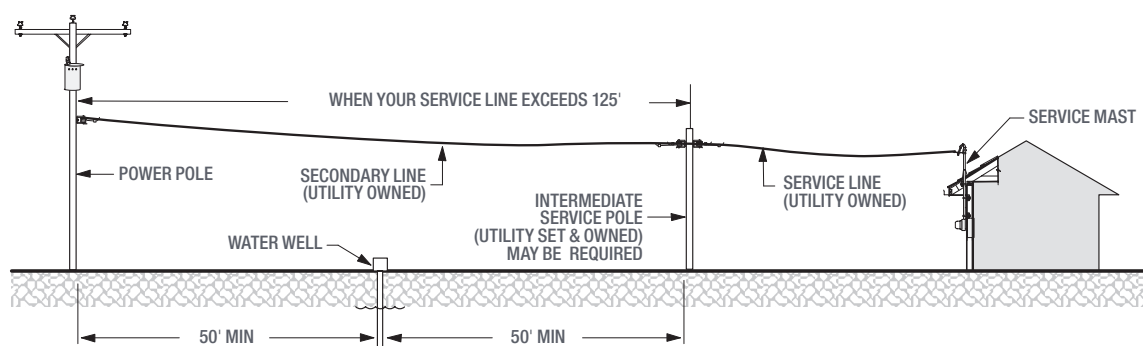 WHEN YOUR SERVICE LINE EXCEEDS 125'
SERVICE MAST
POWER POLE
SECONDARY LINE
(UTILITY OWNED)
SERVICE LINE
(UTILITY OWNED)
INTERMEDIATE
SERVICE POLE
(UTILITY SET & OWNED)
MAY BE REQUIRED
WATER WELL
50' MIN
50' MIN